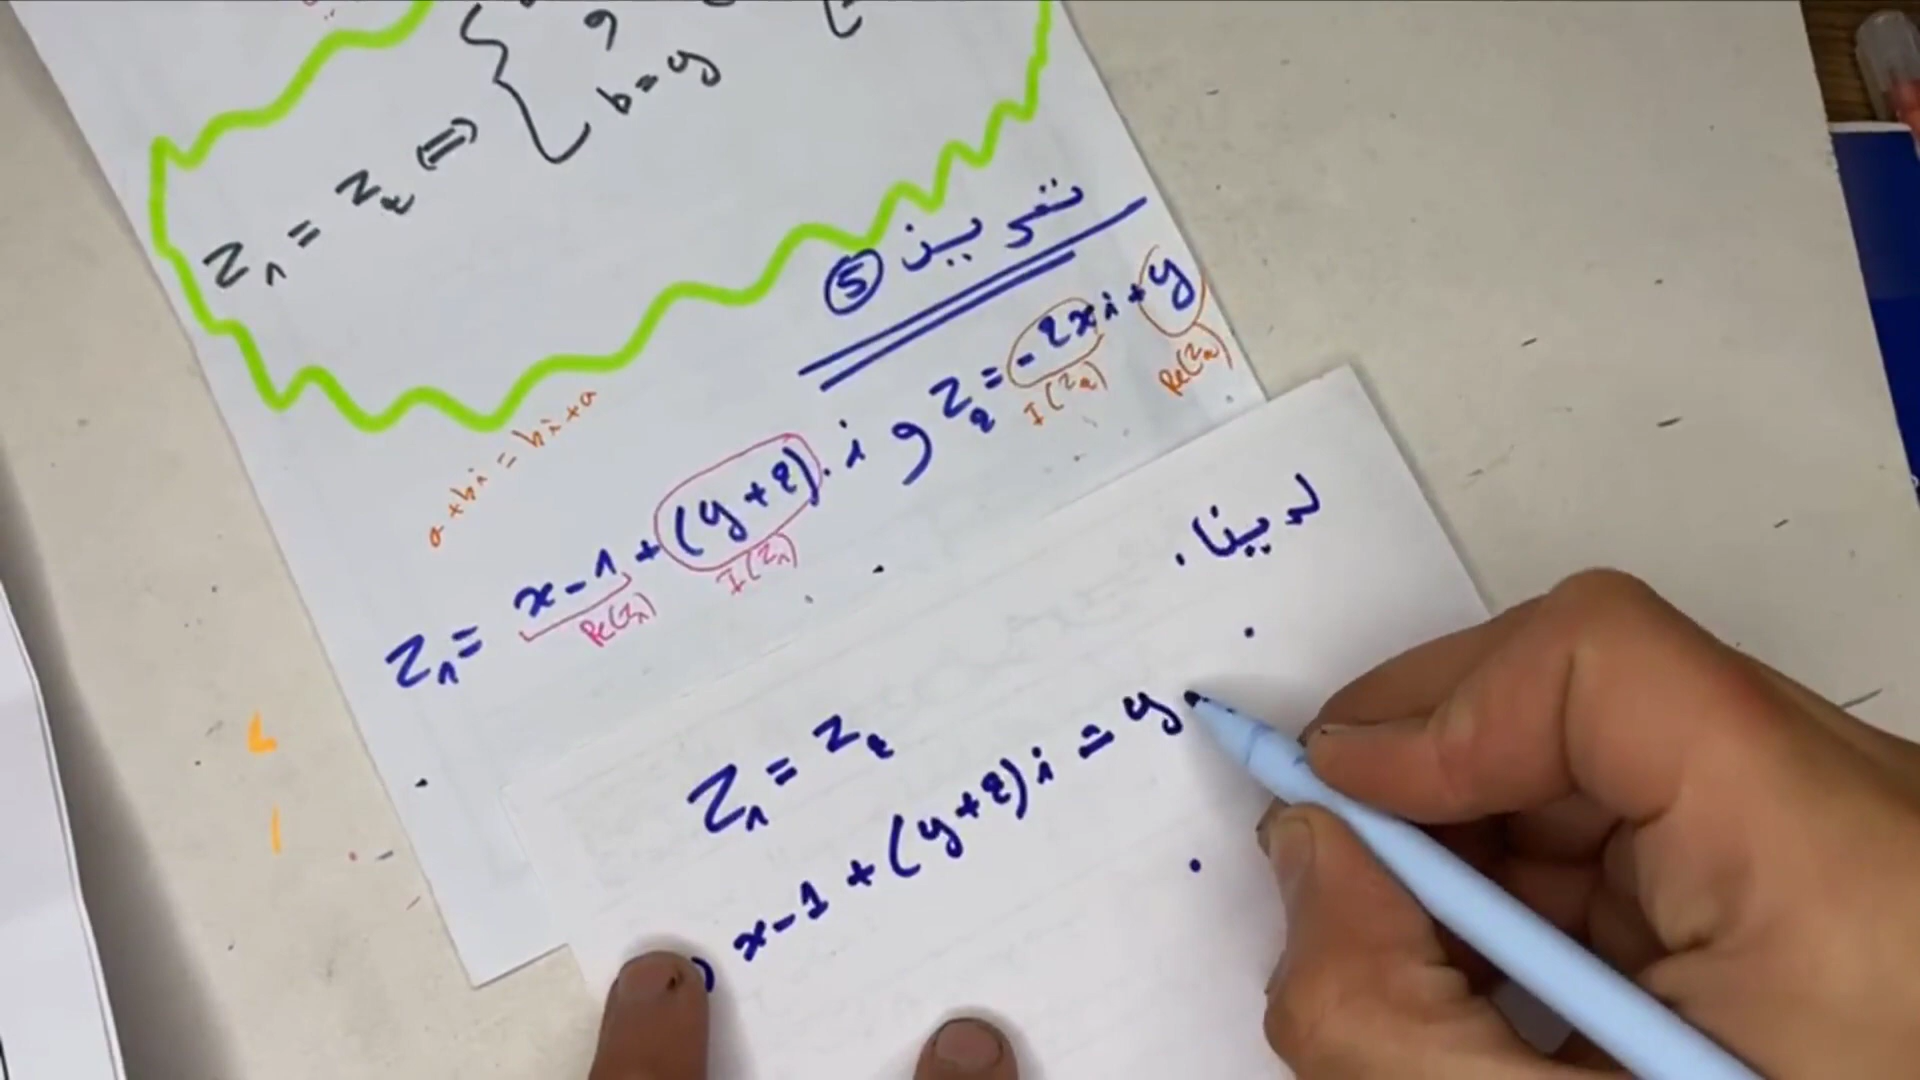 b = y
Z₁ = Z₂ ⟺ {
تمرين ⑤
a + bi = bi + a
Z₁ = x - 1 + (y + 2) . i و Z₂ = -2xi + y
Re(Z₁) I(Z₁) I(Z₂) Re(Z₂)
لدينا .
Z₁ = Z₂
x - 1 + (y + 2) i = y